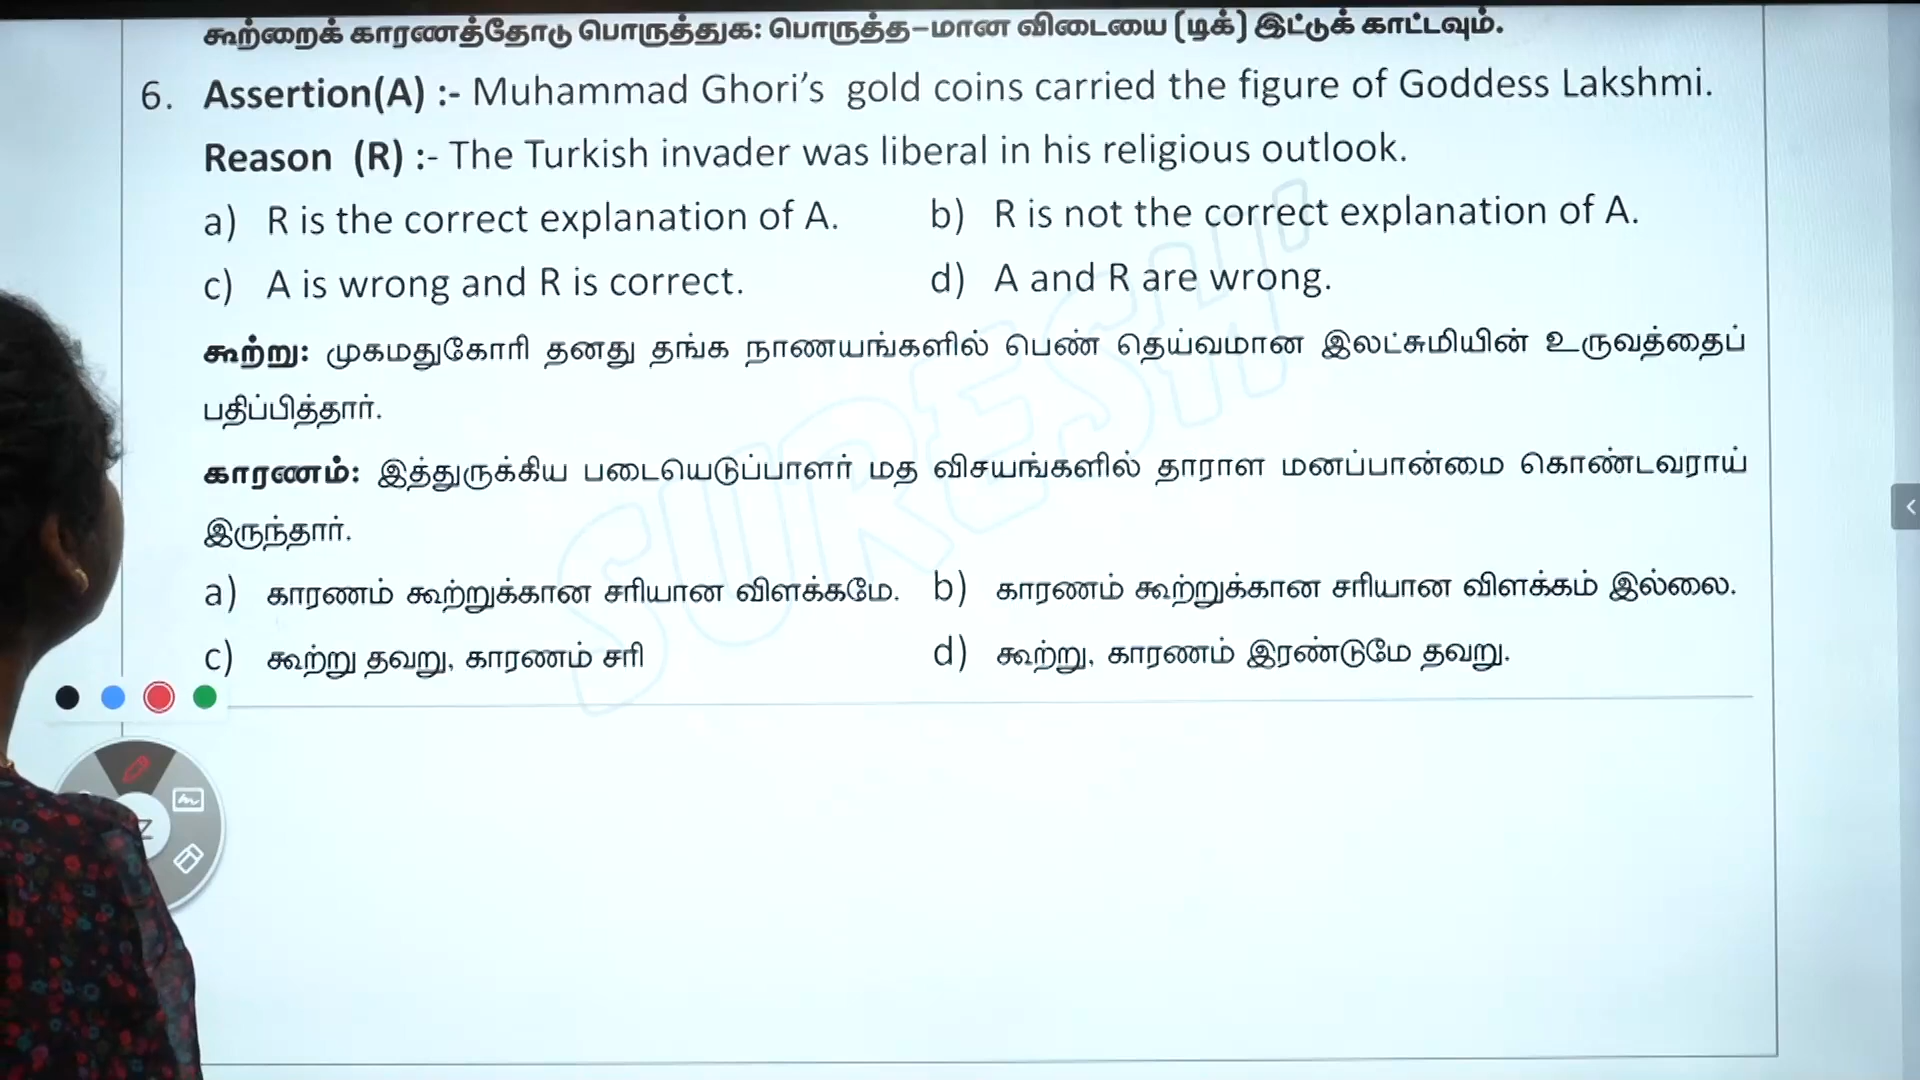 கூற்றைக் காரணத்தோடு பொருத்துக: பொருத்த–மான விடையை (டிக்) இட்டுக் காட்டவும்.
6. Assertion(A) :- Muhammad Ghori's gold coins carried the figure of Goddess Lakshmi.
Reason (R) :- The Turkish invader was liberal in his religious outlook.
a) R is the correct explanation of A. b) R is not the correct explanation of A.
c) A is wrong and R is correct. d) A and R are wrong.
கூற்று: முகமதுகோரி தனது தங்க நாணயங்களில் பெண் தெய்வமான இலட்சுமியின் உருவத்தைப்
பதிப்பித்தார்.
காரணம்: இத்துருக்கிய படையெடுப்பாளர் மத விசயங்களில் தாராள மனப்பான்மை கொண்டவராய்
இருந்தார்.
a) காரணம் கூற்றுக்கான சரியான விளக்கமே. b) காரணம் கூற்றுக்கான சரியான விளக்கம் இல்லை.
c) கூற்று தவறு, காரணம் சரி d) கூற்று, காரணம் இரண்டுமே தவறு.
SURESH'